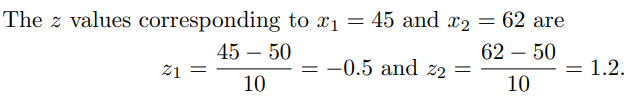 The z values corresponding to x₁ = 45 and x₂ = 62 are
z₁ = (45 − 50)/10 = −0.5 and z₂ = (62 − 50)/10 = 1.2.